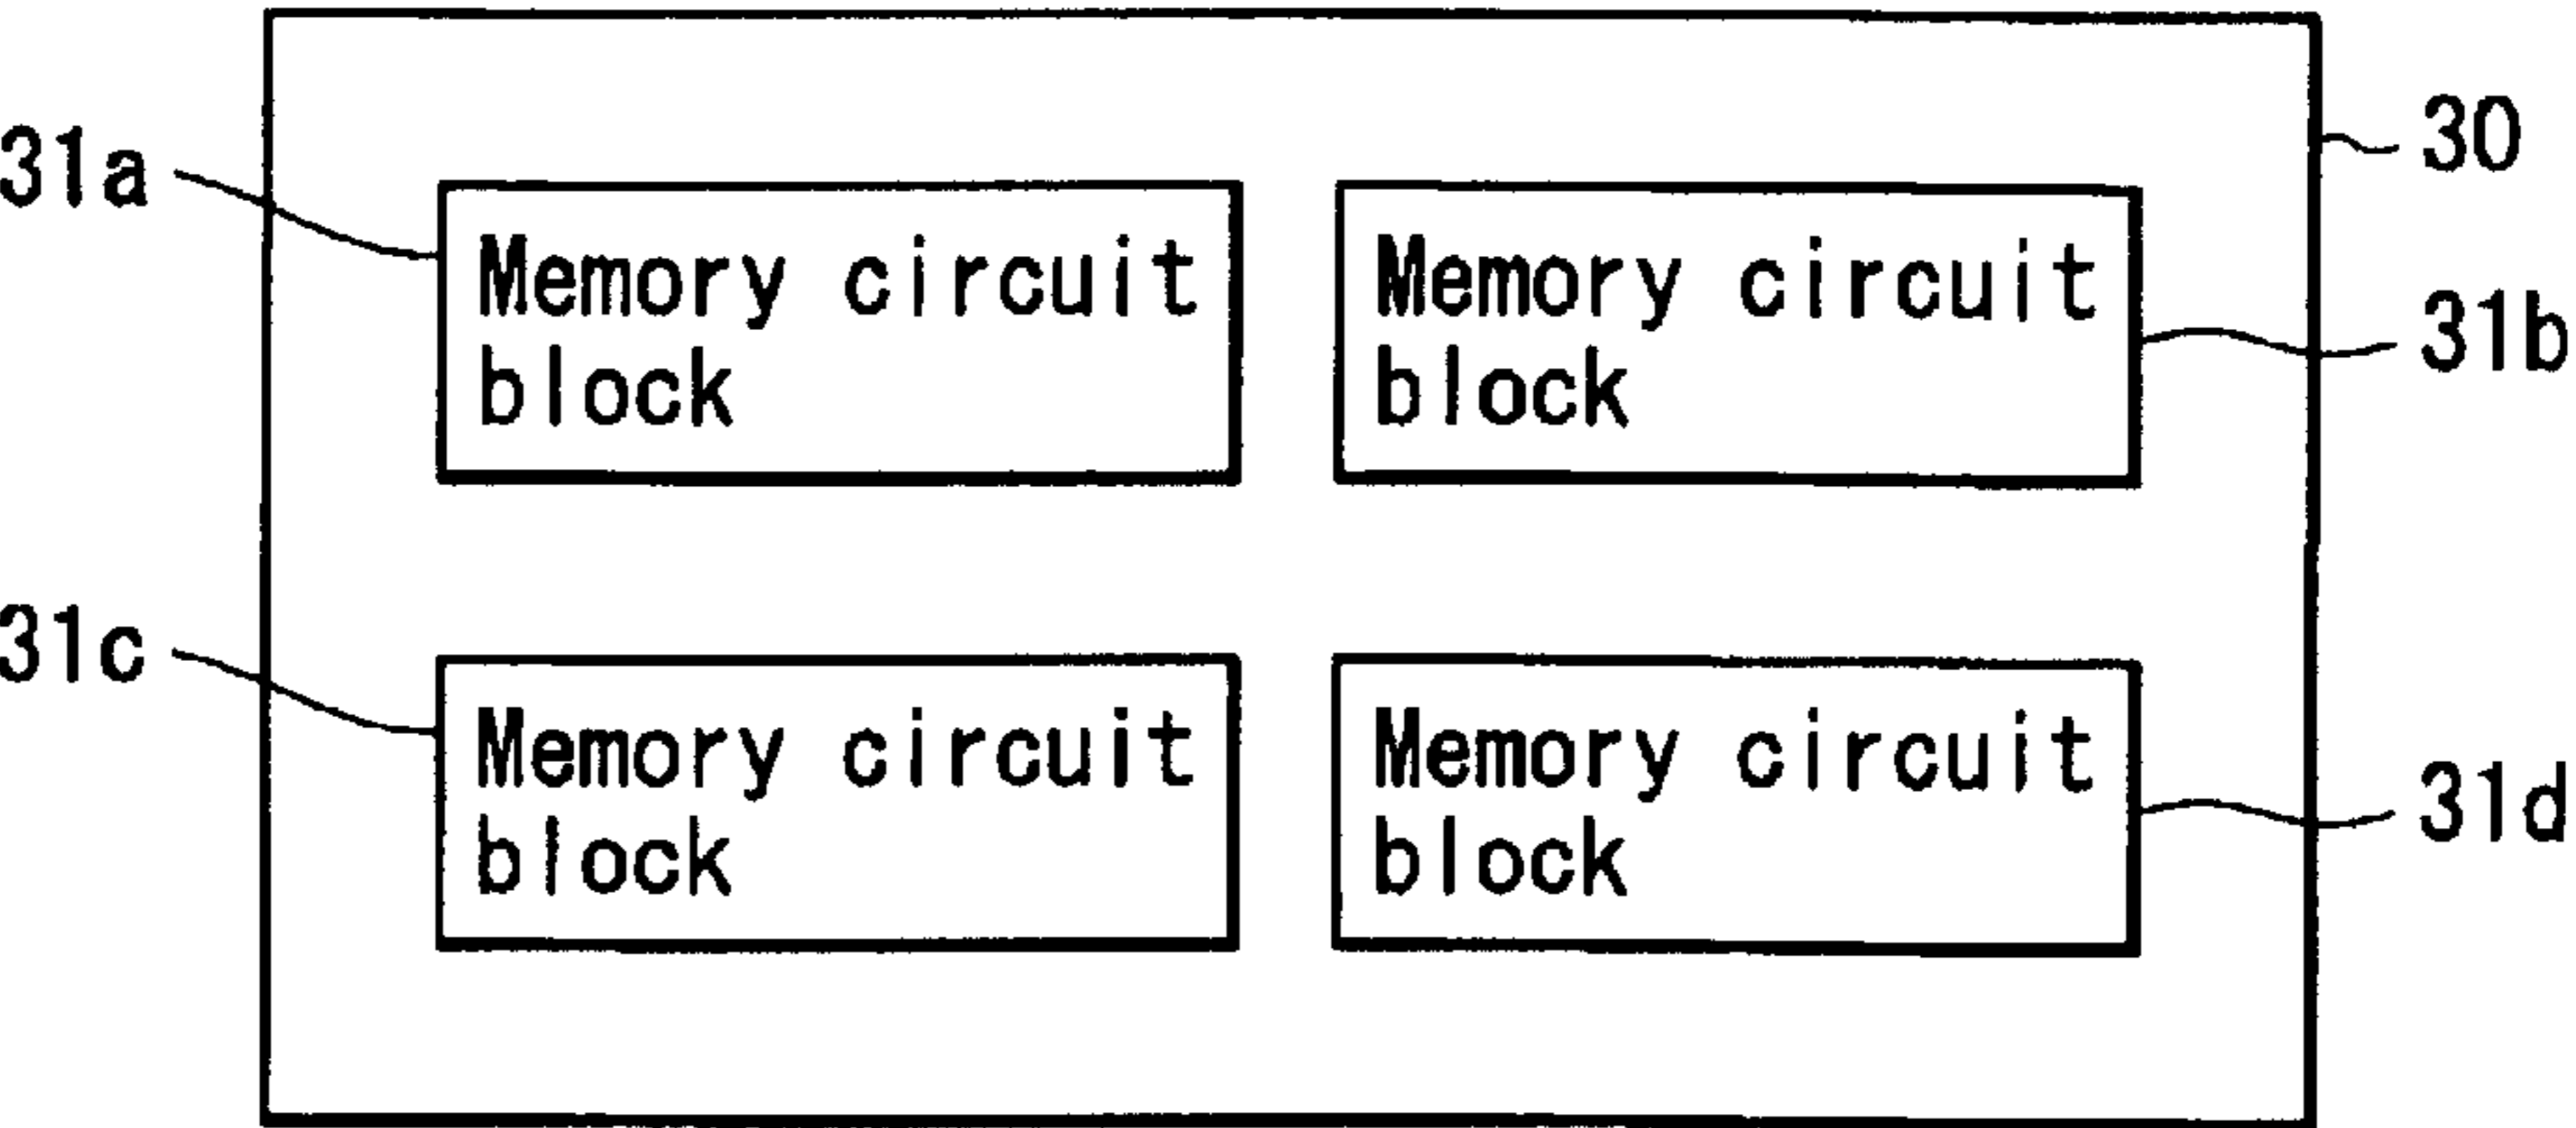 30
31a
Memory circuit
block
Memory circuit
block
31b
31c
Memory circuit
block
Memory circuit
block
31d